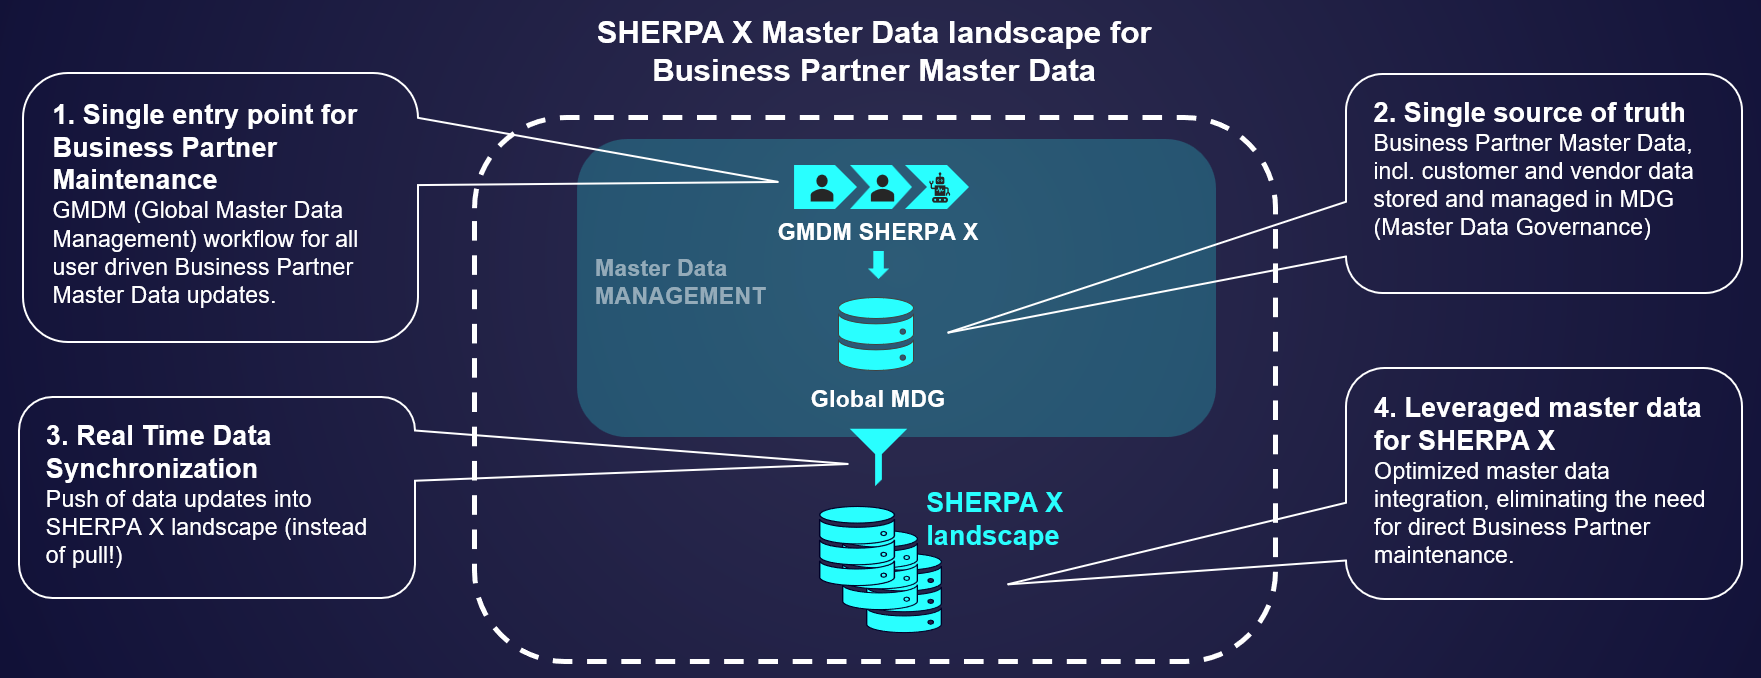 SHERPA X Master Data landscape for
Business Partner Master Data
1. Single entry point for
Business Partner
Maintenance
GMDM (Global Master Data
Management) workflow for all
user driven Business Partner
Master Data updates.
2. Single source of truth
Business Partner Master Data,
incl. customer and vendor data
stored and managed in MDG
(Master Data Governance)
GMDM SHERPA X
Master Data
MANAGEMENT
Global MDG
3. Real Time Data
Synchronization
Push of data updates into
SHERPA X landscape (instead
of pull!)
SHERPA X
landscape
4. Leveraged master data
for SHERPA X
Optimized master data
integration, eliminating the need
for direct Business Partner
maintenance.